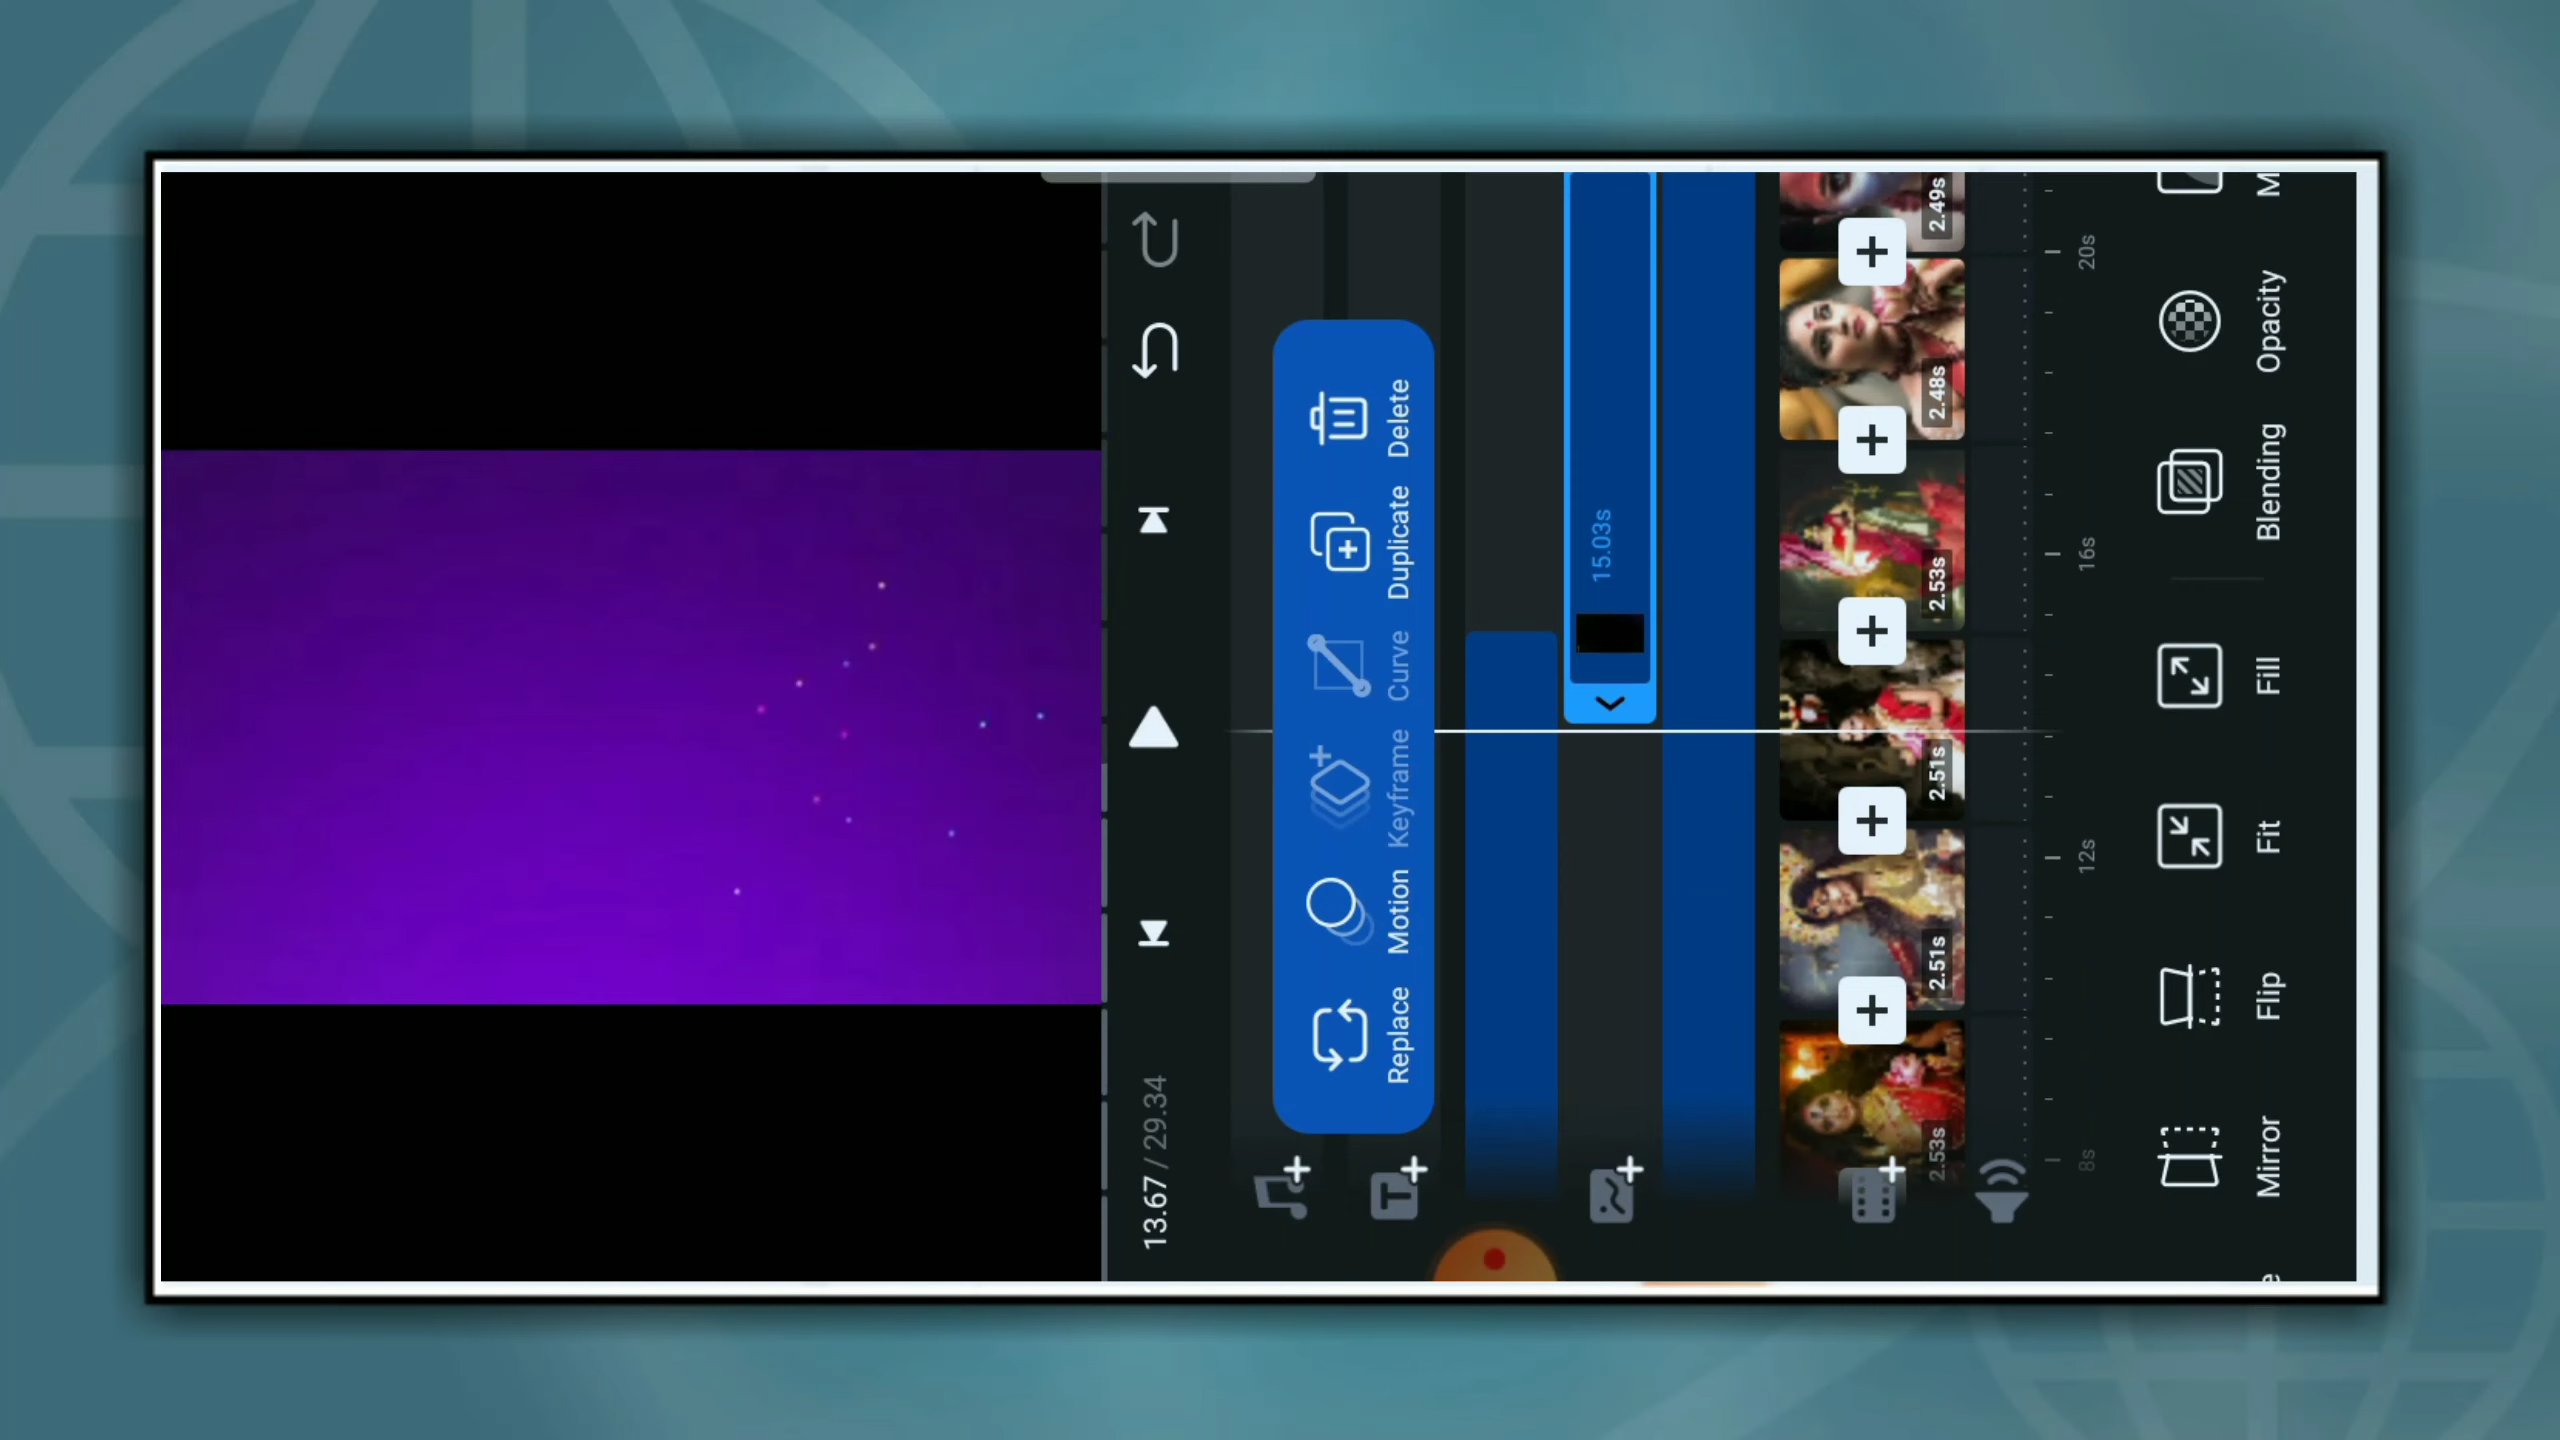 13.67 / 29.34
Replace
Motion
Keyframe
Curve
Duplicate
Delete
15.03s
2.53s
2.51s
2.51s
2.53s
2.48s
2.49s
8s
12s
16s
20s
Mirror
Flip
Fit
Fill
Blending
Opacity